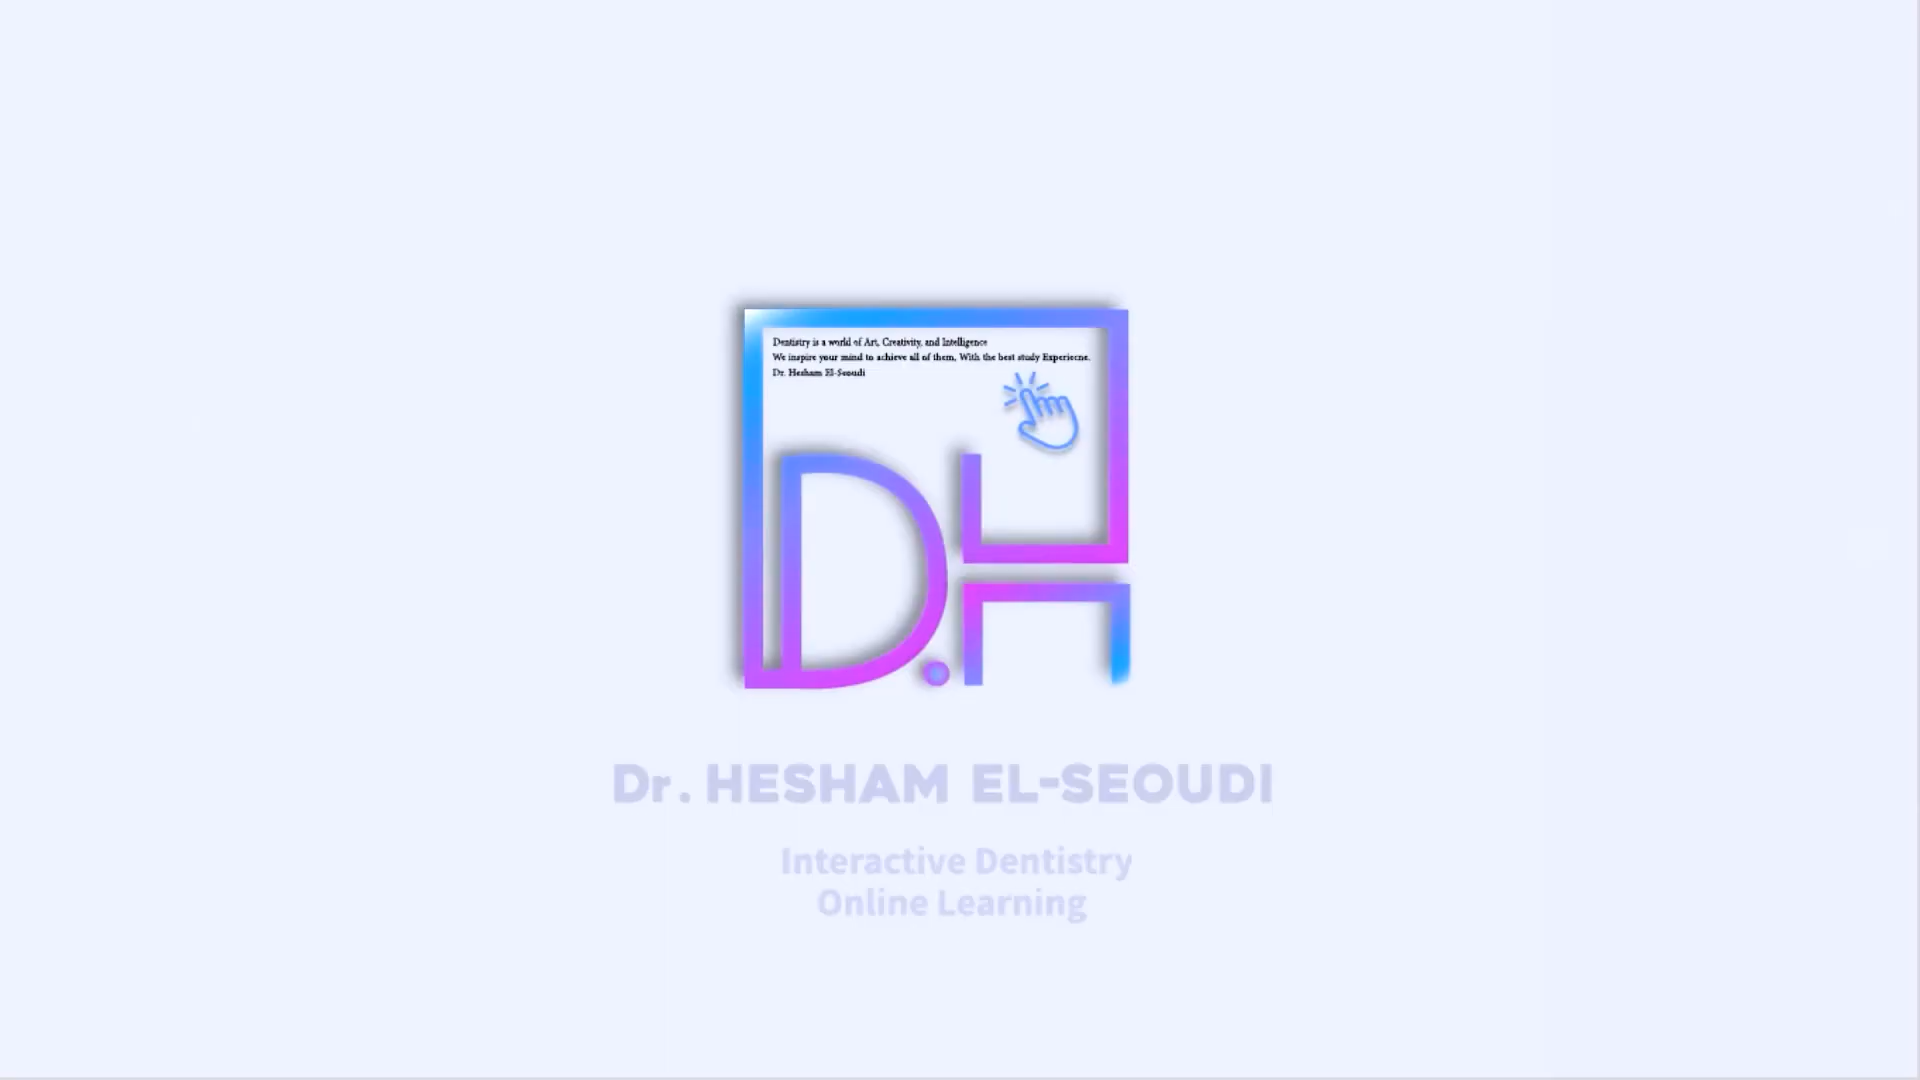 Dentistry is a world of Art, Creativity, and Intelligence
We inspire your mind to achieve all of them, With the best study Experiecne.
Dr. Hesham El-Seoudi
D.H
Dr. HESHAM EL-SEOUDI
Interactive Dentistry
Online Learning